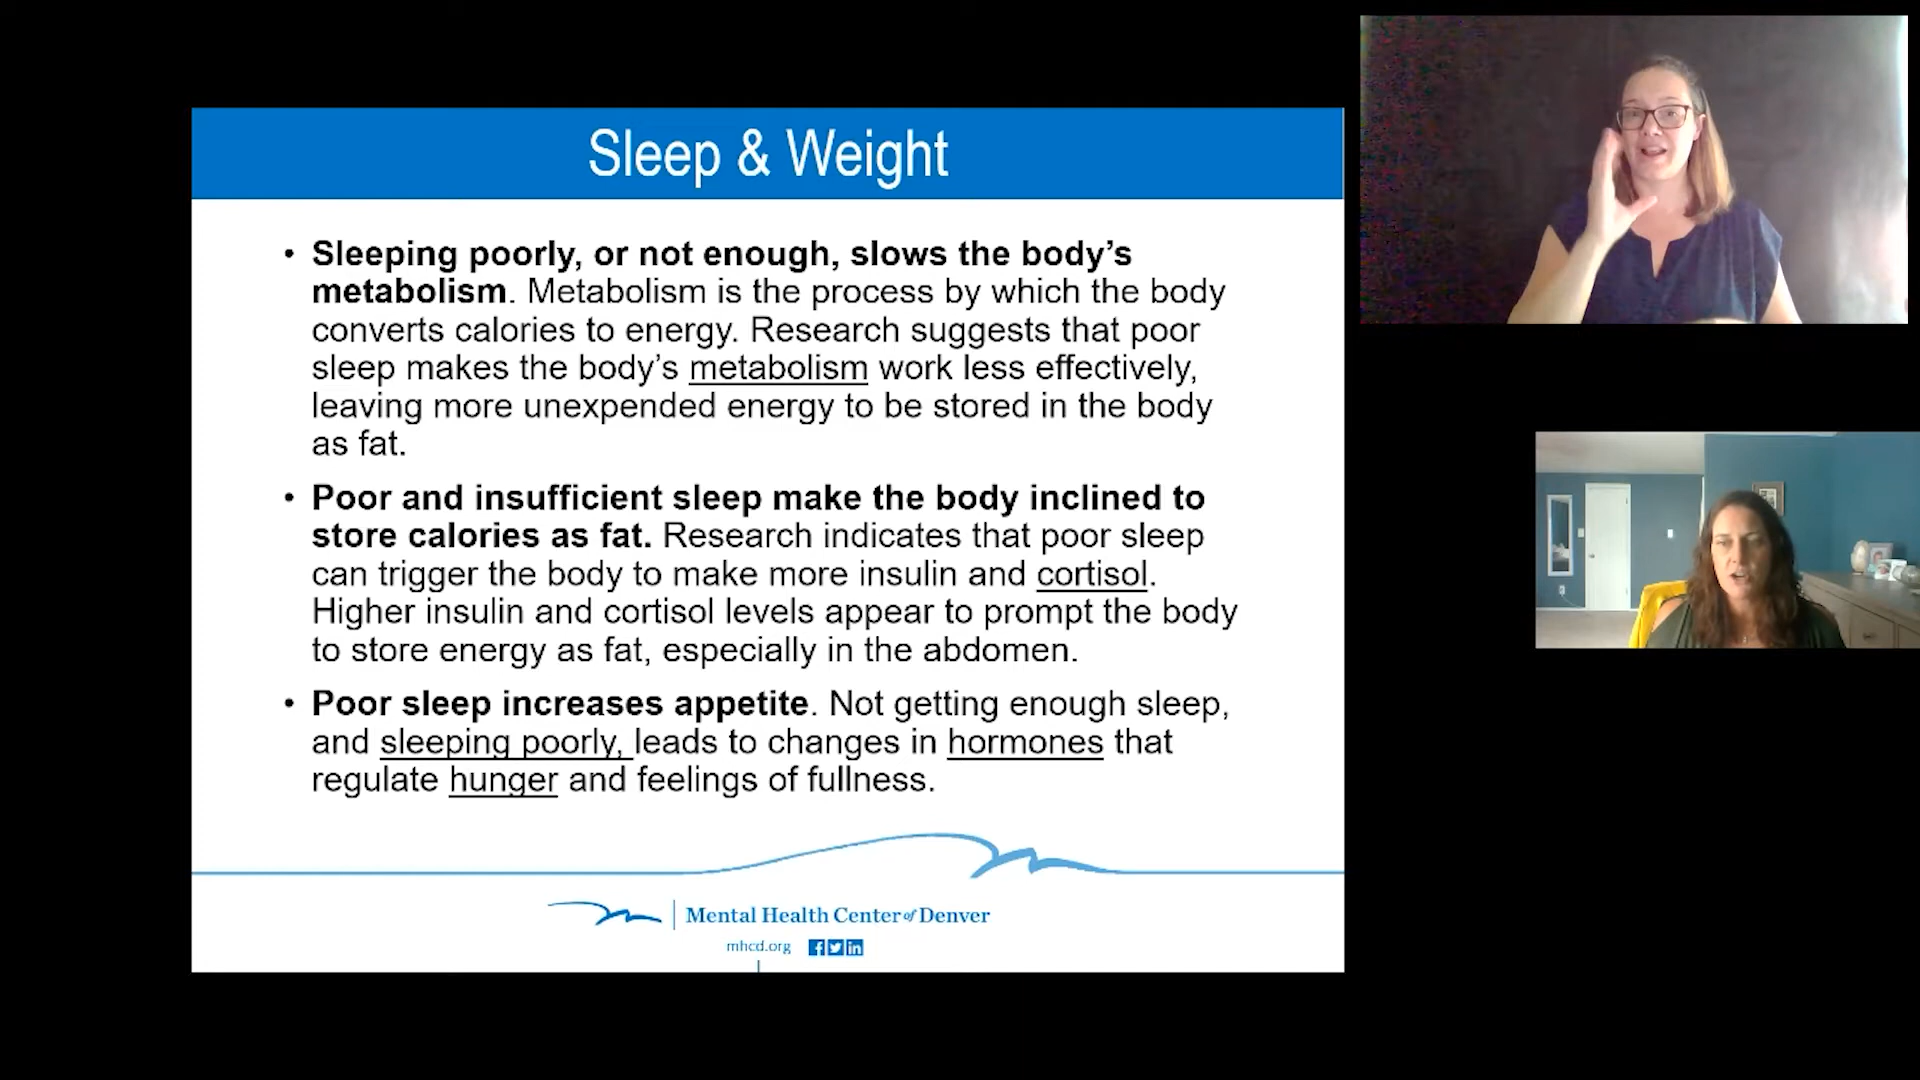 Sleep & Weight
• Sleeping poorly, or not enough, slows the body’s
metabolism. Metabolism is the process by which the body
converts calories to energy. Research suggests that poor
sleep makes the body’s metabolism work less effectively,
leaving more unexpended energy to be stored in the body
as fat.
• Poor and insufficient sleep make the body inclined to
store calories as fat. Research indicates that poor sleep
can trigger the body to make more insulin and cortisol.
Higher insulin and cortisol levels appear to prompt the body
to store energy as fat, especially in the abdomen.
• Poor sleep increases appetite. Not getting enough sleep,
and sleeping poorly, leads to changes in hormones that
regulate hunger and feelings of fullness.
Mental Health Center of Denver
mhcd.org